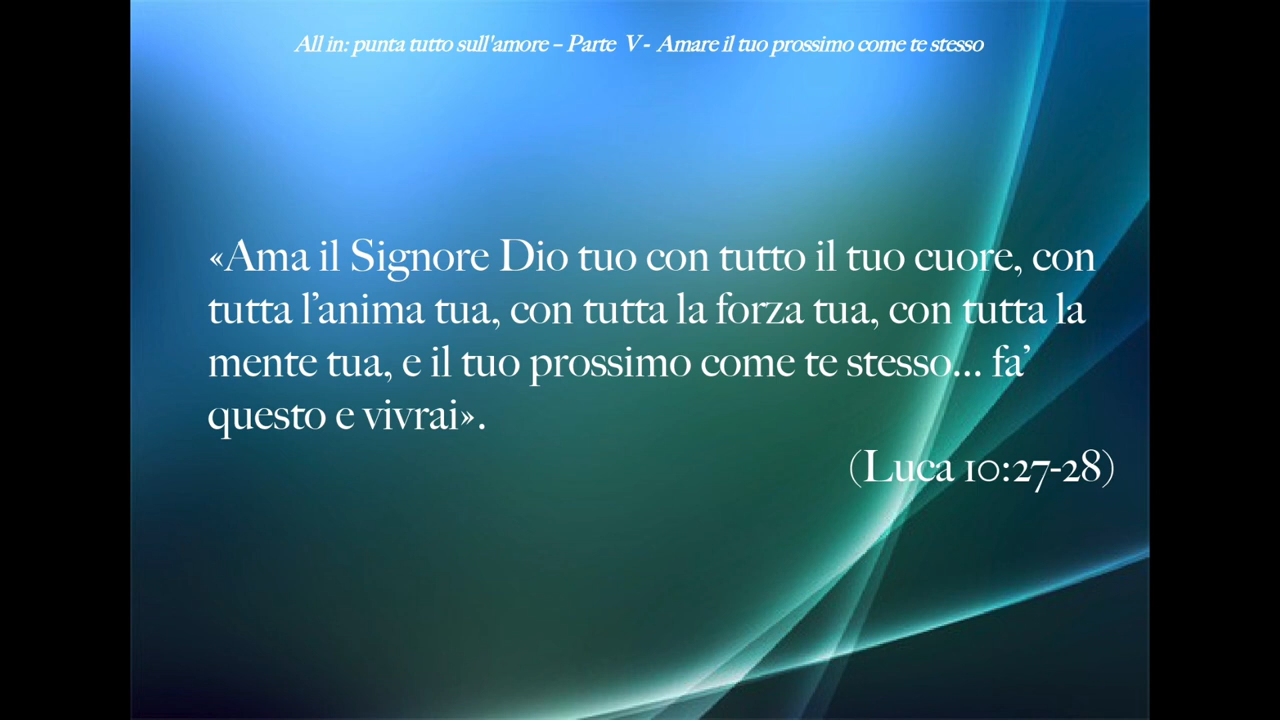 All in: punta tutto sull'amore – Parte V - Amare il tuo prossimo come te stesso
«Ama il Signore Dio tuo con tutto il tuo cuore, con
tutta l’anima tua, con tutta la forza tua, con tutta la
mente tua, e il tuo prossimo come te stesso... fa’
questo e vivrai».
(Luca 10:27-28)